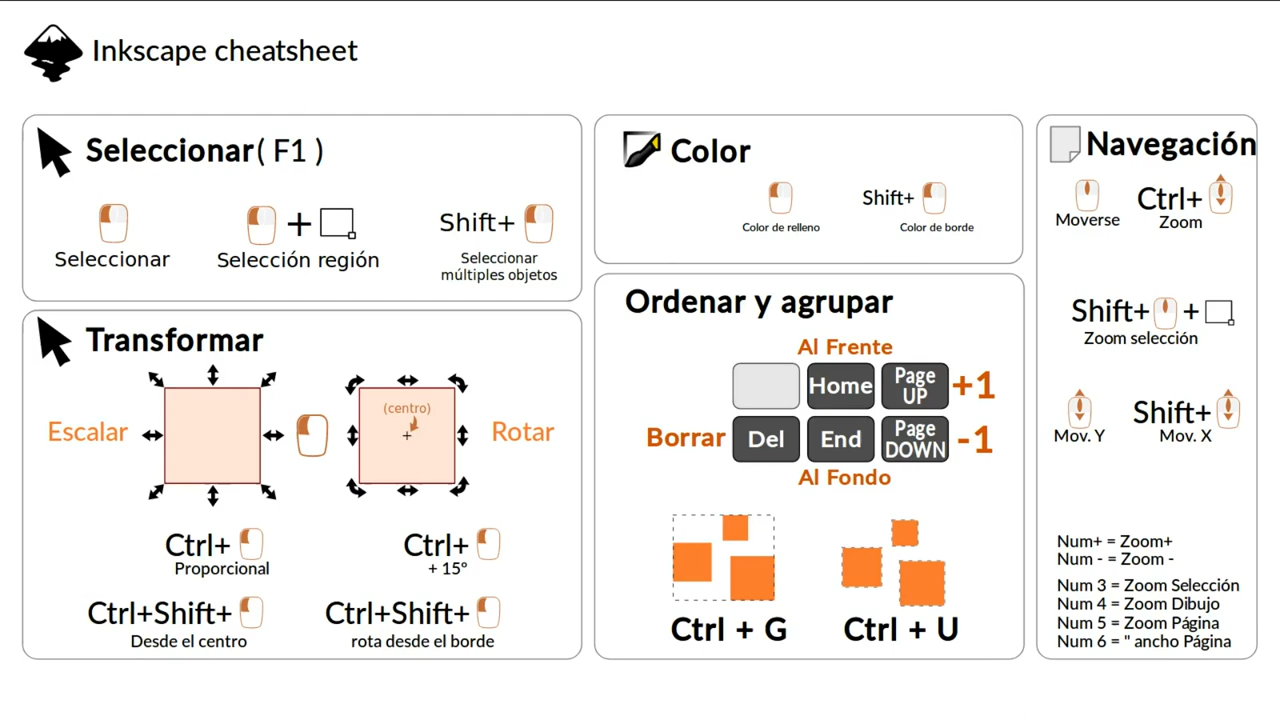 Inkscape cheatsheet
Seleccionar( F1 )
Seleccionar
+
Selección región
Shift+
Seleccionar
múltiples objetos
Transformar
Escalar
(centro)
+
Rotar
Ctrl+
Proporcional
Ctrl+
+ 15º
Ctrl+Shift+
Desde el centro
Ctrl+Shift+
rota desde el borde
Color
Color de relleno
Shift+
Color de borde
Ordenar y agrupar
Al Frente
Home
Page
UP
+1
Borrar
Del
End
Page
DOWN
-1
Al Fondo
Ctrl + G
Ctrl + U
Navegación
Moverse
Ctrl+
Zoom
Shift+ +
Zoom selección
Mov. Y
Shift+
Mov. X
Num+ = Zoom+
Num - = Zoom -
Num 3 = Zoom Selección
Num 4 = Zoom Dibujo
Num 5 = Zoom Página
Num 6 = " ancho Página